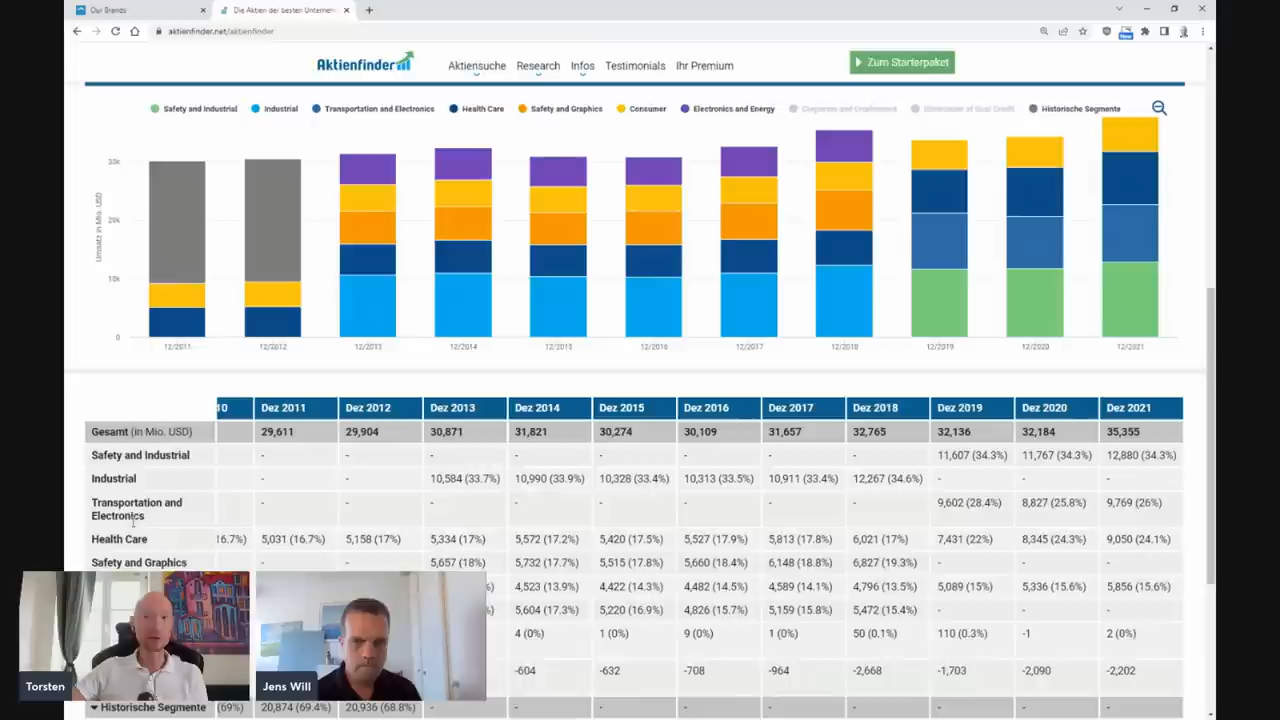 Our Brands
Die Aktien der besten Unterneh
aktienfinder.net/aktienfinder
New
Aktienfinder
Aktiensuche Research Infos Testimonials Ihr Premium
Zum Starterpaket
Safety and Industrial Industrial Transportation and Electronics Health Care Safety and Graphics Consumer Electronics and Energy Corporate and Unallocated Elimination of Dual Credit Historische Segmente
Umsatz in Mio. USD
30k
20k
10k
0
12/2011 12/2012 12/2013 12/2014 12/2015 12/2016 12/2017 12/2018 12/2019 12/2020 12/2021
10 Dez 2011 Dez 2012 Dez 2013 Dez 2014 Dez 2015 Dez 2016 Dez 2017 Dez 2018 Dez 2019 Dez 2020 Dez 2021
Gesamt (in Mio. USD) 29,611 29,904 30,871 31,821 30,274 30,109 31,657 32,765 32,136 32,184 35,355
Safety and Industrial - - - - - - - - 11,607 (34.3%) 11,767 (34.3%) 12,880 (34.3%)
Industrial - - 10,584 (33.7%) 10,990 (33.9%) 10,328 (33.4%) 10,313 (33.5%) 10,911 (33.4%) 12,267 (34.6%) - - -
Transportation and
Electronics - - - - - - - - 9,602 (28.4%) 8,827 (25.8%) 9,769 (26%)
Health Care 16.7%) 5,031 (16.7%) 5,158 (17%) 5,334 (17%) 5,572 (17.2%) 5,420 (17.5%) 5,527 (17.9%) 5,813 (17.8%) 6,021 (17%) 7,431 (22%) 8,345 (24.3%) 9,050 (24.1%)
Safety and Graphics - - 5,657 (18%) 5,732 (17.7%) 5,515 (17.8%) 5,660 (18.4%) 6,148 (18.8%) 6,827 (19.3%) - - -
%) 4,523 (13.9%) 4,422 (14.3%) 4,482 (14.5%) 4,589 (14.1%) 4,796 (13.5%) 5,089 (15%) 5,336 (15.6%) 5,856 (15.6%)
%) 5,604 (17.3%) 5,220 (16.9%) 4,826 (15.7%) 5,159 (15.8%) 5,472 (15.4%) - - -
4 (0%) 1 (0%) 9 (0%) 1 (0%) 50 (0.1%) 110 (0.3%) -1 2 (0%)
-604 -632 -708 -964 -2,668 -1,703 -2,090 -2,202
Historische Segmente (69%) 20,874 (69.4%) 20,936 (68.8%) - - - - - - - - -
Torsten
Jens Will